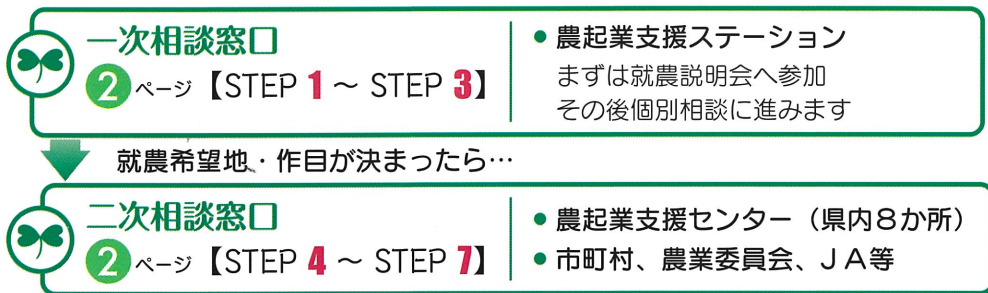 一次相談窓口
2ページ【STEP 1 ～ STEP 3】
● 農起業支援ステーション
まずは就農説明会へ参加
その後個別相談に進みます
就農希望地・作目が決まったら…
二次相談窓口
2ページ【STEP 4 ～ STEP 7】
● 農起業支援センター（県内8か所）
● 市町村、農業委員会、ＪＡ等